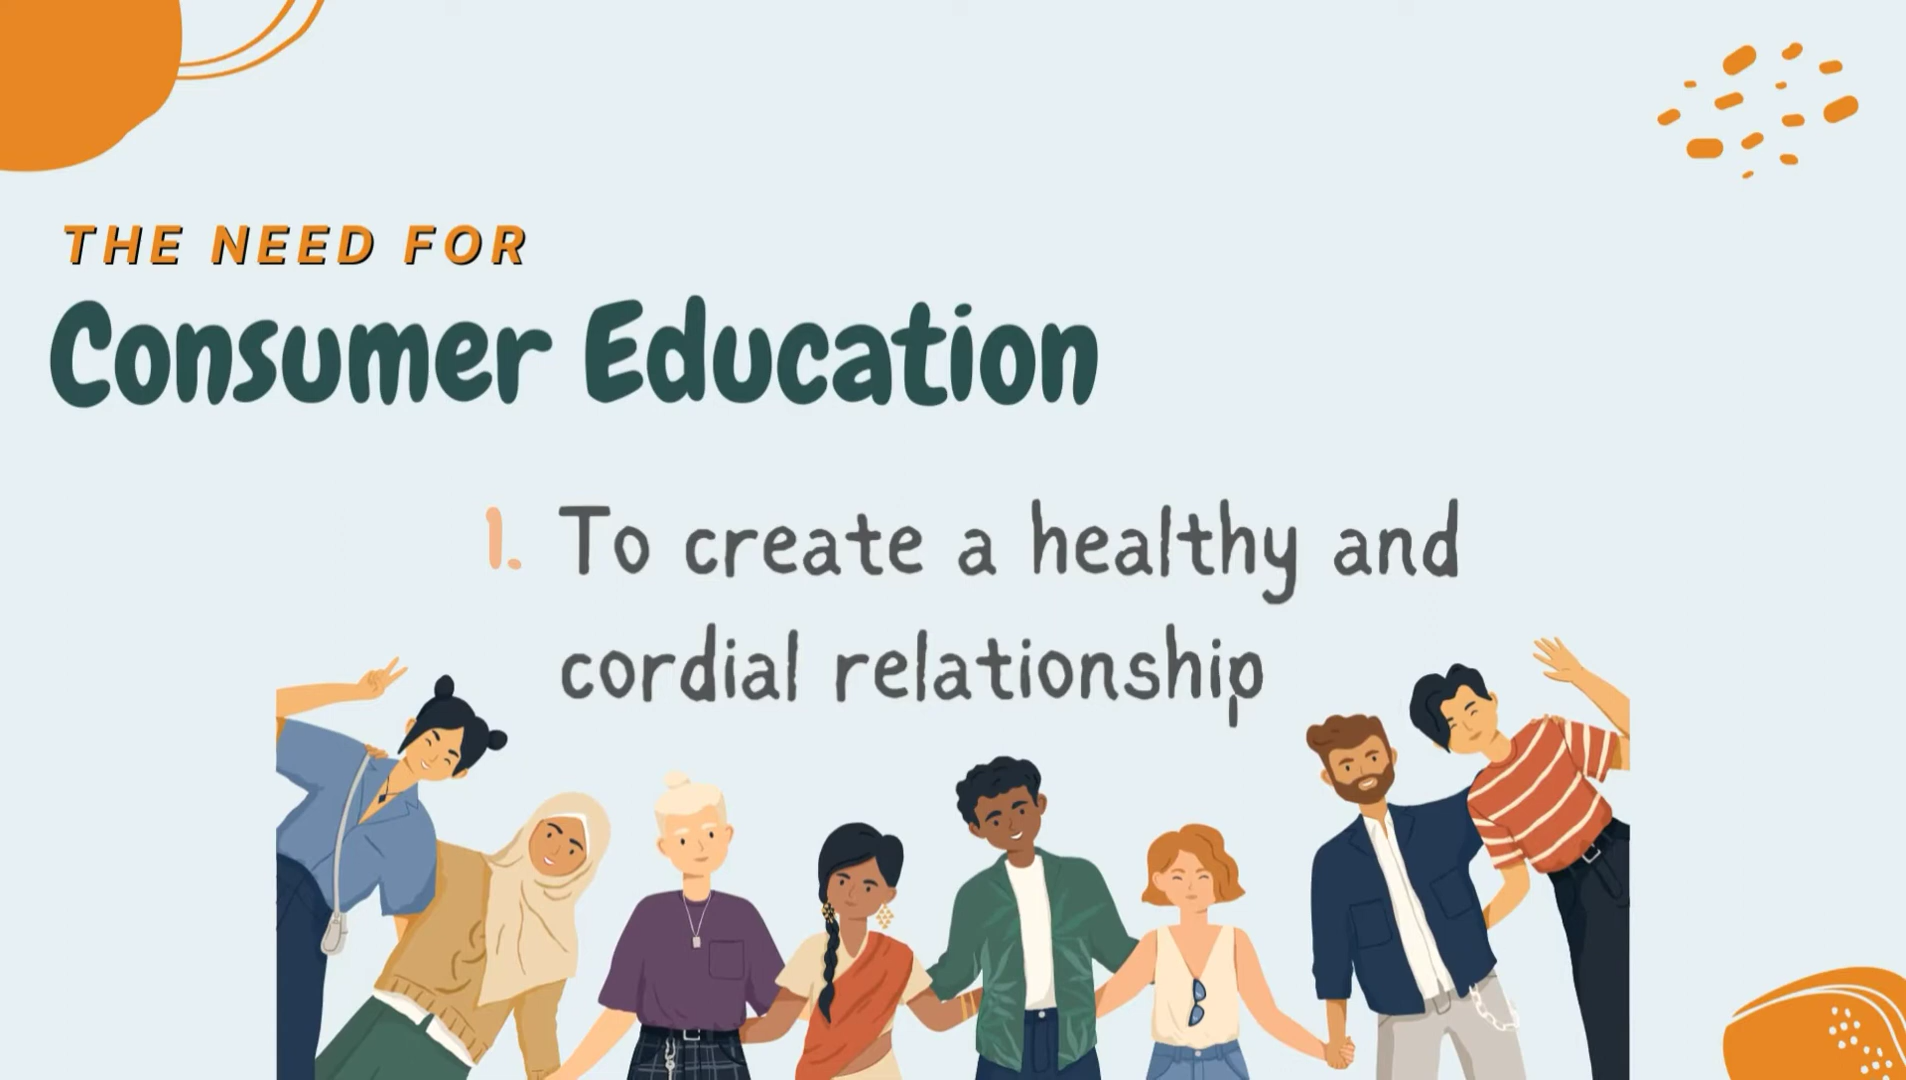 THE NEED FOR
Consumer Education
1. To create a healthy and
cordial relationship